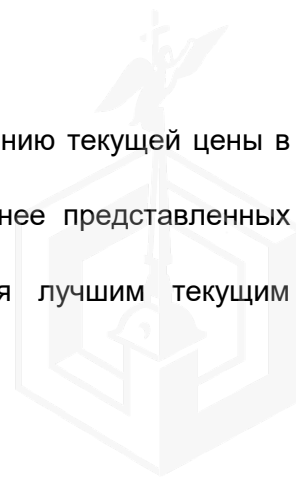 нию текущей цены в
нее представленных
я лучшим текущим